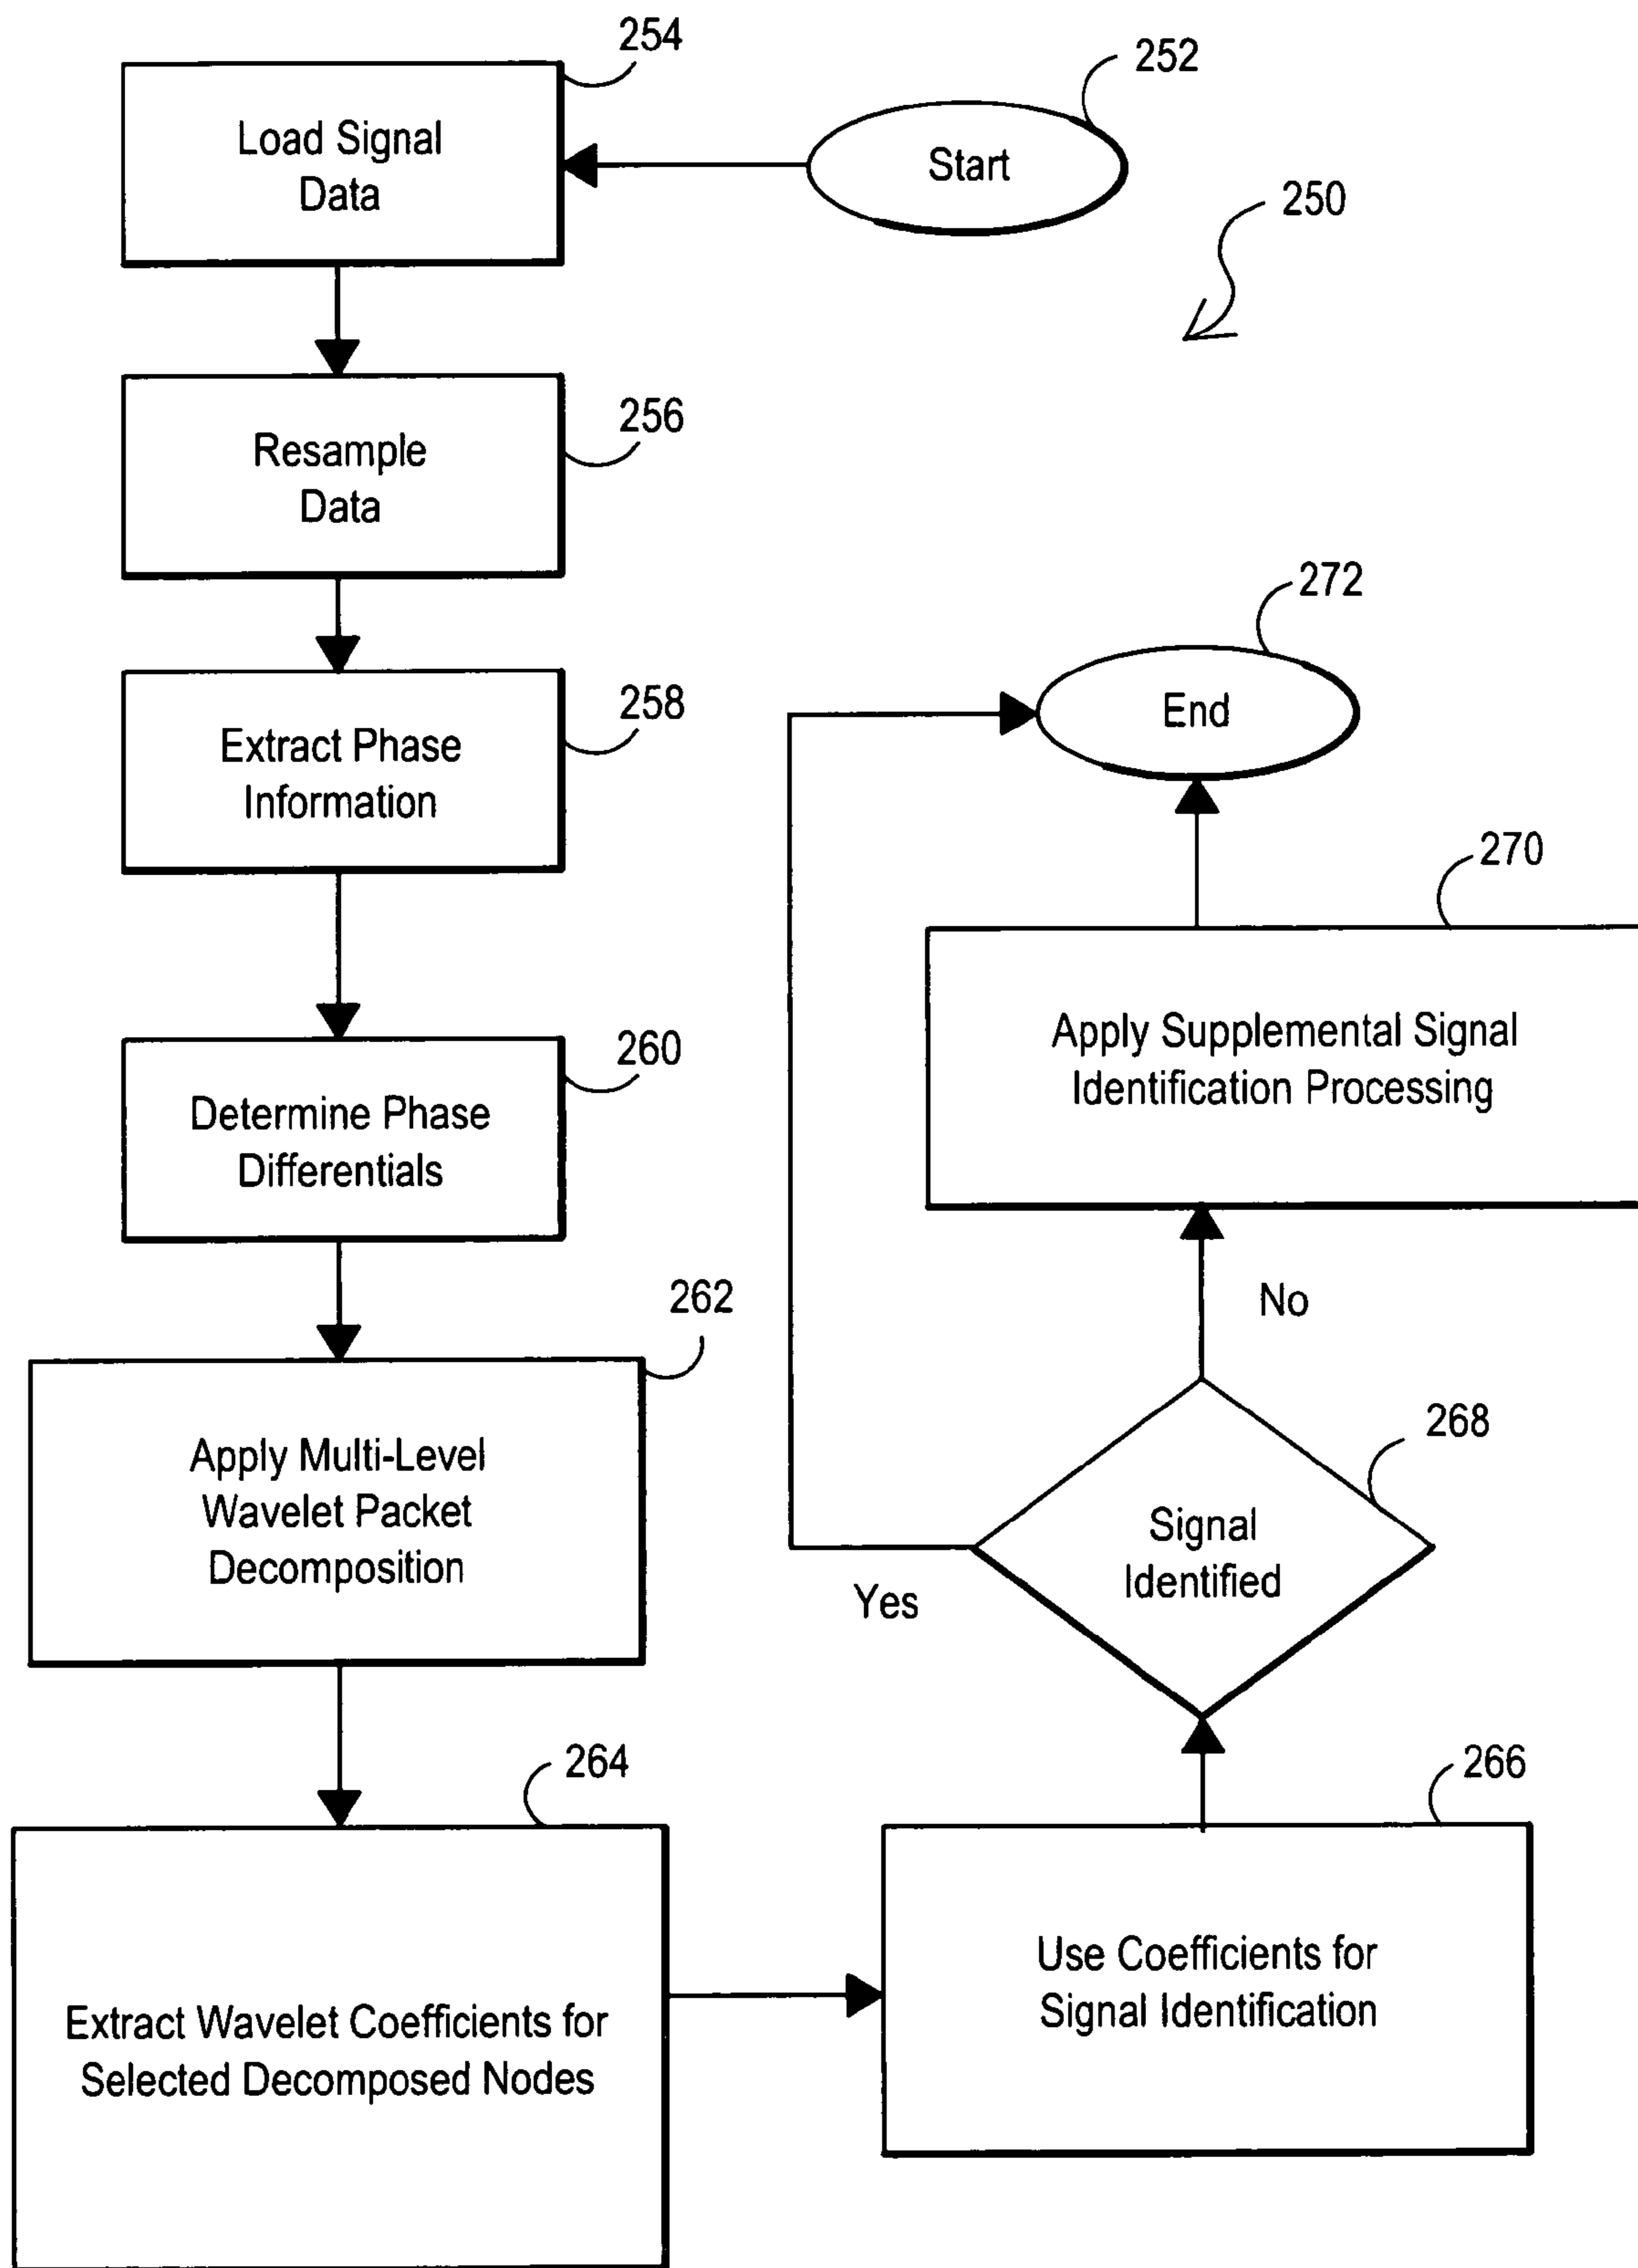 254
Load Signal
Data
252
Start
250
256
Resample
Data
258
Extract Phase
Information
260
Determine Phase
Differentials
262
Apply Multi-Level
Wavelet Packet
Decomposition
264
Extract Wavelet Coefficients for
Selected Decomposed Nodes
266
Use Coefficients for
Signal Identification
268
Signal
Identified
Yes
No
270
Apply Supplemental Signal
Identification Processing
272
End